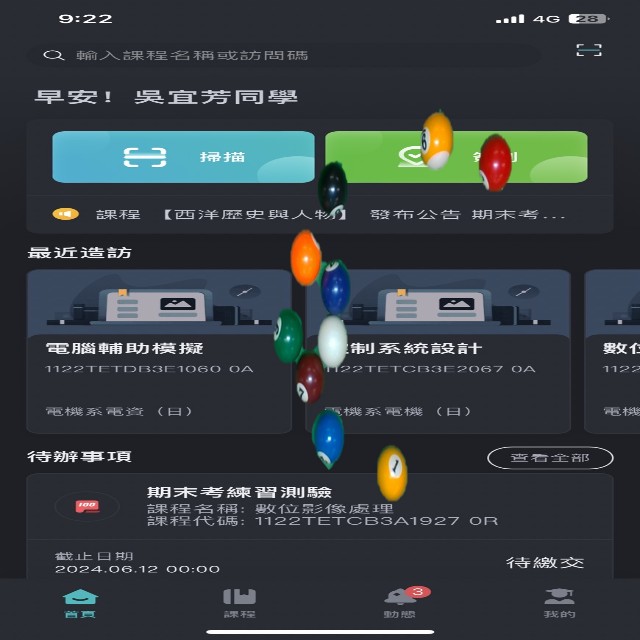 9:22
4G 28
輸入課程名稱或訪問碼
早安! 吳宜芳同學
掃描
課程 【西洋歷史與人物】 發布公告 期末考...
最近造訪
電腦輔助模擬
制系統設計
數位
1122TETDB3E1060 0A
1122TETCB3E2067 0A
1122
電機系電資（日）
電機系電機（日）
電機
待辦事項
查看全部
100
期末考練習測驗
課程名稱: 數位影像處理
課程代碼: 1122TETCB3A1927 0R
截止日期
2024.06.12 00:00
待繳交
首頁
課程
動態
3
我的
1